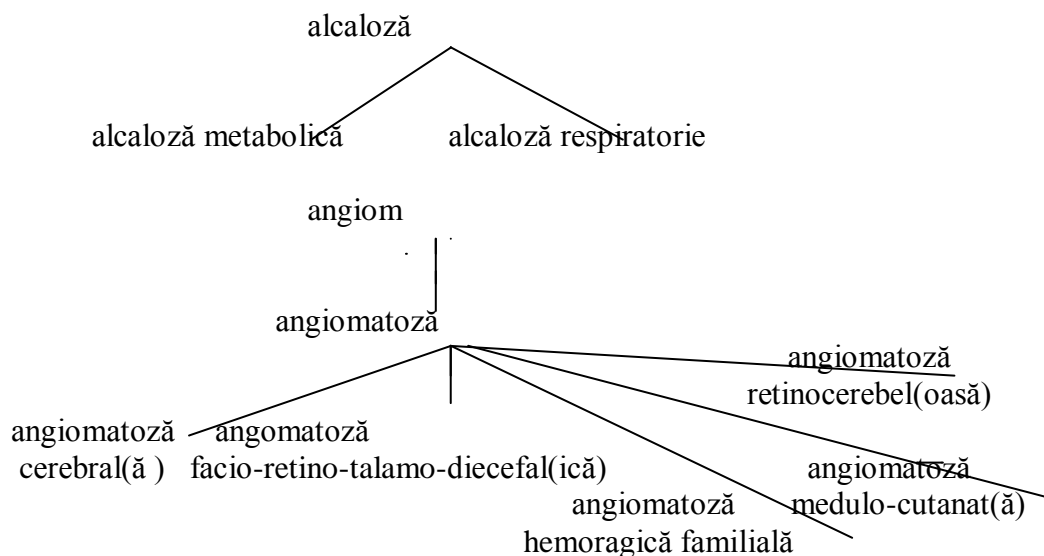 alcaloză
alcaloză metabolică alcaloză respiratorie
angiom
angiomatoză
angiomatoză
retinocerebel(oasă)
angiomatoză angomatoză
cerebral(ă ) facio-retino-talamo-diecefal(ică)
angiomatoză
medulo-cutanat(ă)
angiomatoză
hemoragică familială